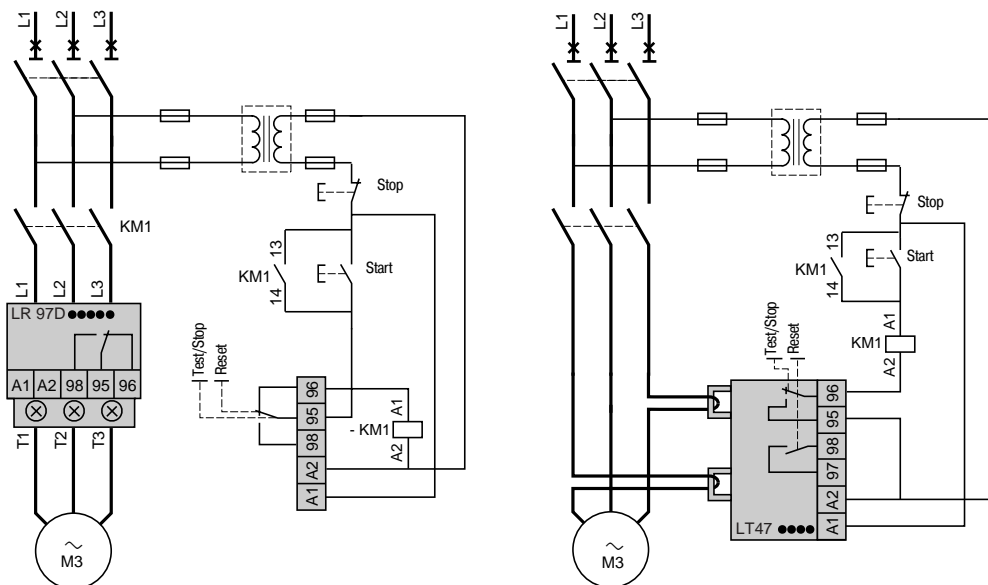 L1 L2 L3
Stop
KM1
13
KM1
14
Start
L1 L2 L3
LR 97D ●●●●●
A1 A2 98 95 96
T1 T2 T3
M3
Test/Stop
Reset
96
95
98
A2
A1
A1
- KM1
A2
L1 L2 L3
Stop
13
KM1
14
Start
Test/Stop
Reset
A1
KM1
A2
96
95
98
97
A2
A1
LT47 ●●●●
M3